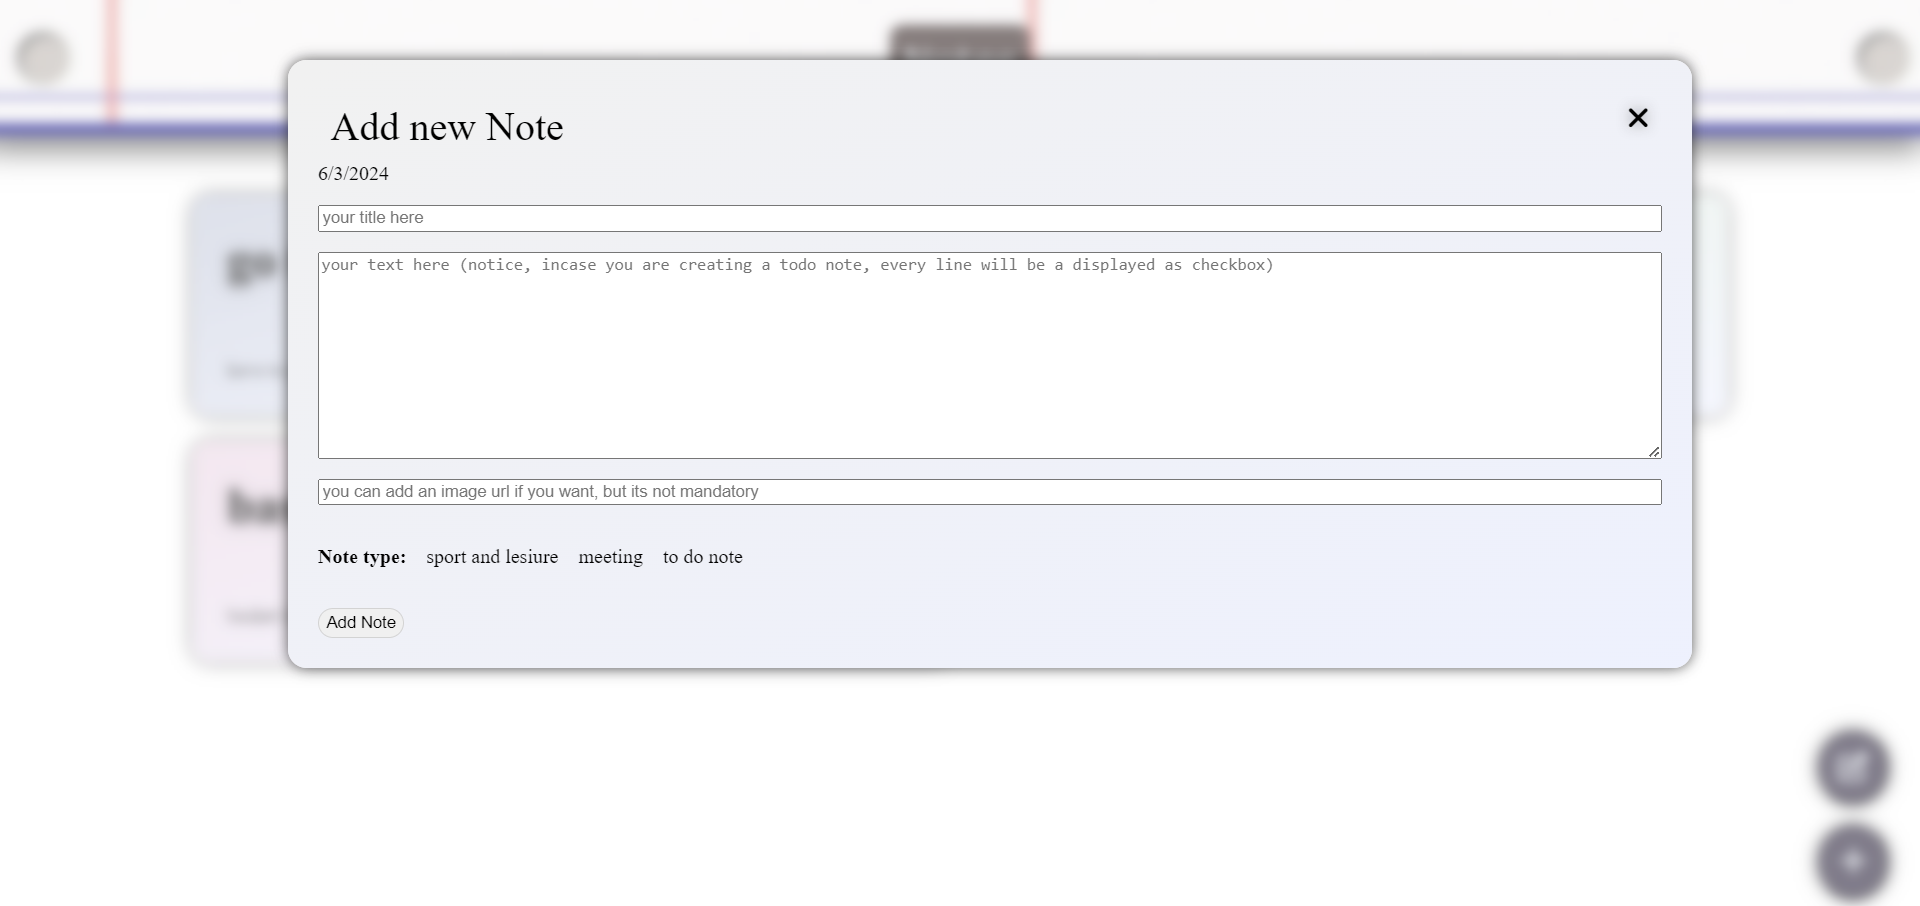 Add new Note
6/3/2024
your title here
your text here (notice, incase you are creating a todo note, every line will be a displayed as checkbox)
you can add an image url if you want, but its not mandatory
Note type: sport and lesiure meeting to do note
Add Note
go